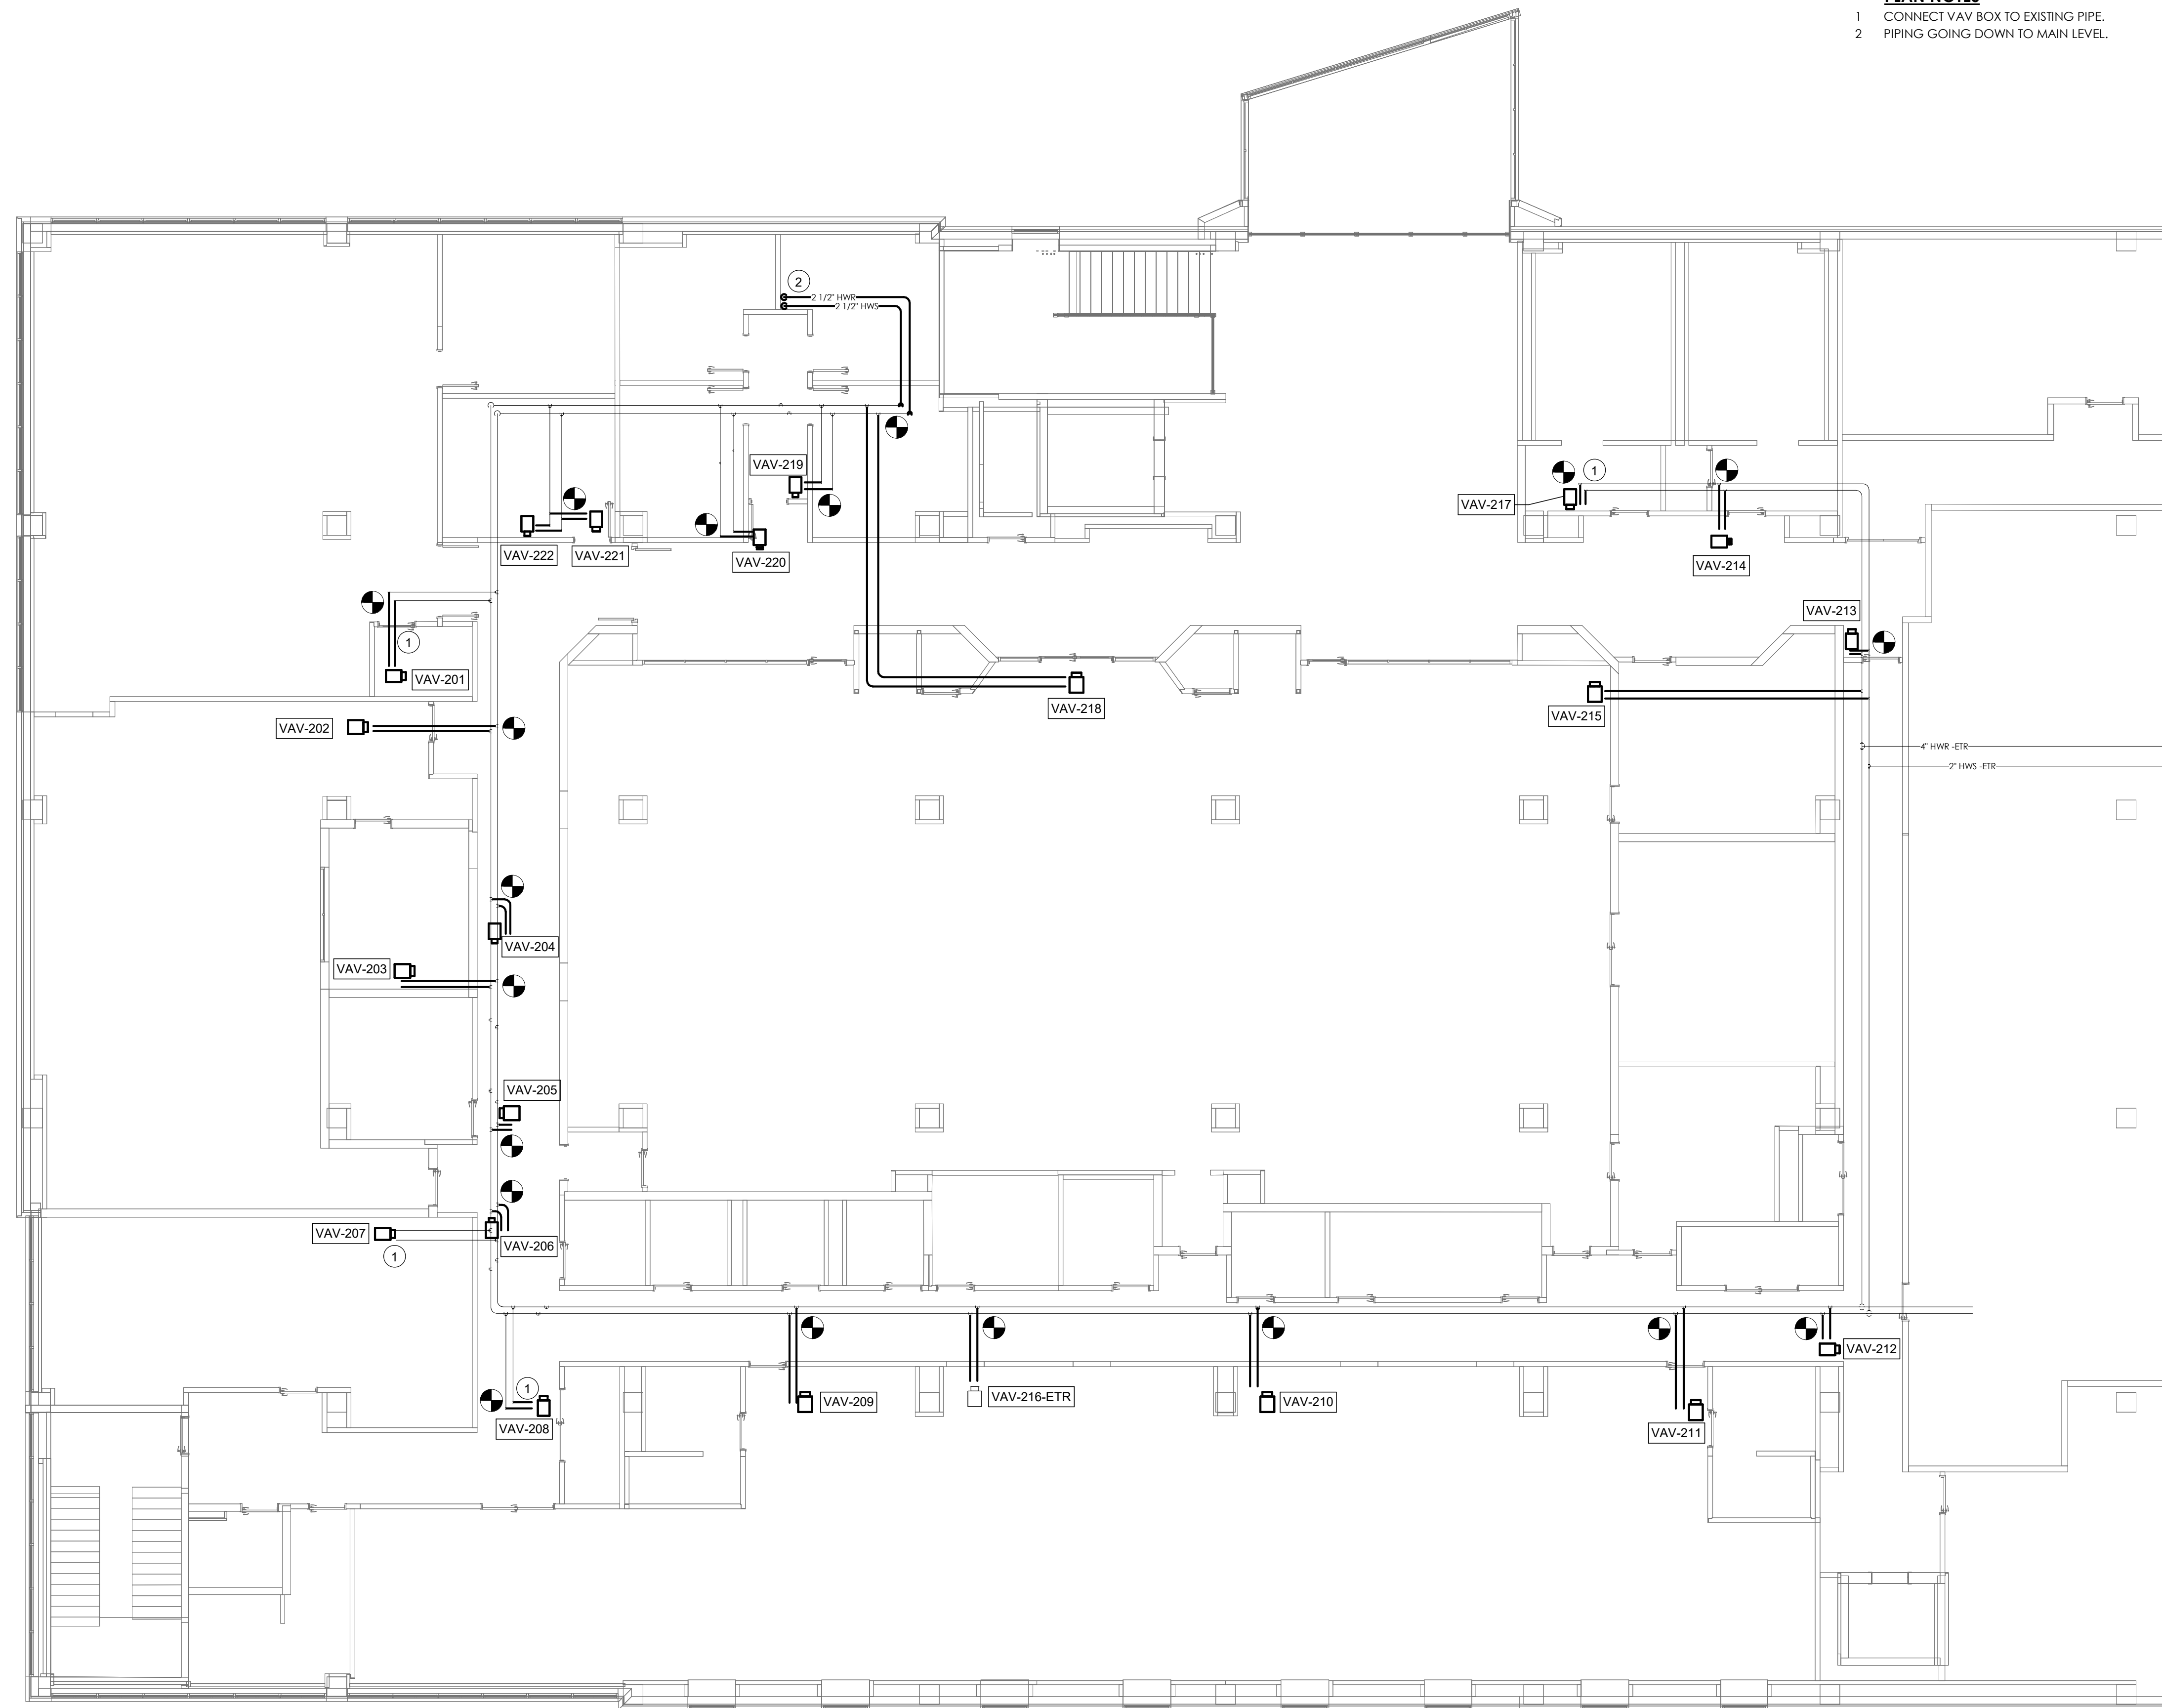 PLAN NOTES
1 CONNECT VAV BOX TO EXISTING PIPE.
2 PIPING GOING DOWN TO MAIN LEVEL.
2
2 1/2" HWR
2 1/2" HWS
VAV-219
1
VAV-217
VAV-222
VAV-221
VAV-220
VAV-214
VAV-213
1
VAV-201
VAV-218
VAV-215
VAV-202
4" HWR -ETR
2" HWS -ETR
VAV-204
VAV-203
VAV-205
VAV-207
VAV-206
1
VAV-212
1
VAV-209
VAV-216-ETR
VAV-210
VAV-208
VAV-211